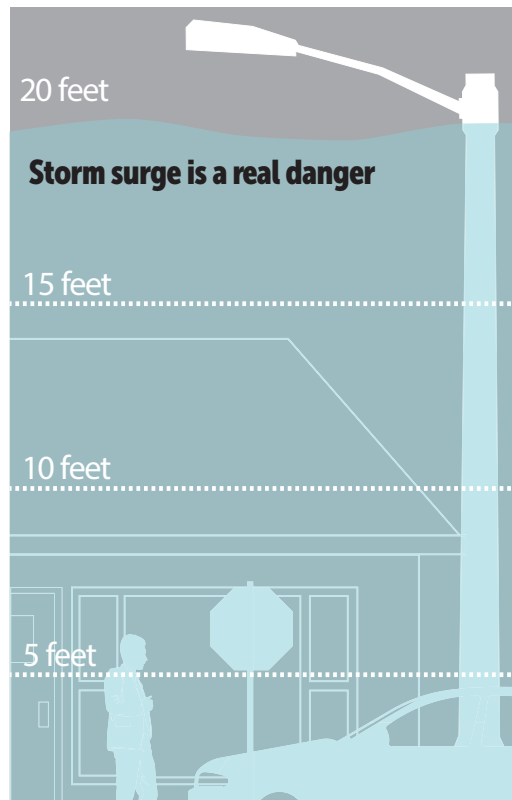 20 feet
Storm surge is a real danger
15 feet
10 feet
5 feet